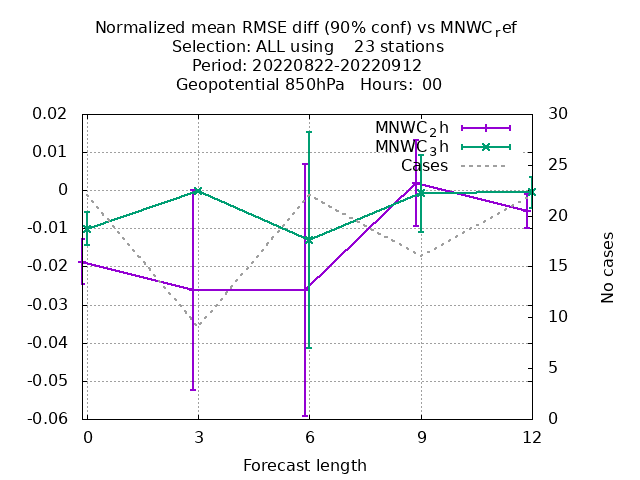 Normalized mean RMSE diff (90% conf) vs MNWC_ref
Selection: ALL using 23 stations
Period: 20220822-20220912
Geopotential 850hPa Hours: 00
MNWC_2h
MNWC_3h
Cases
0.02
0.01
0
-0.01
-0.02
-0.03
-0.04
-0.05
-0.06
30
25
20
15
10
5
0
No cases
0 3 6 9 12
Forecast length